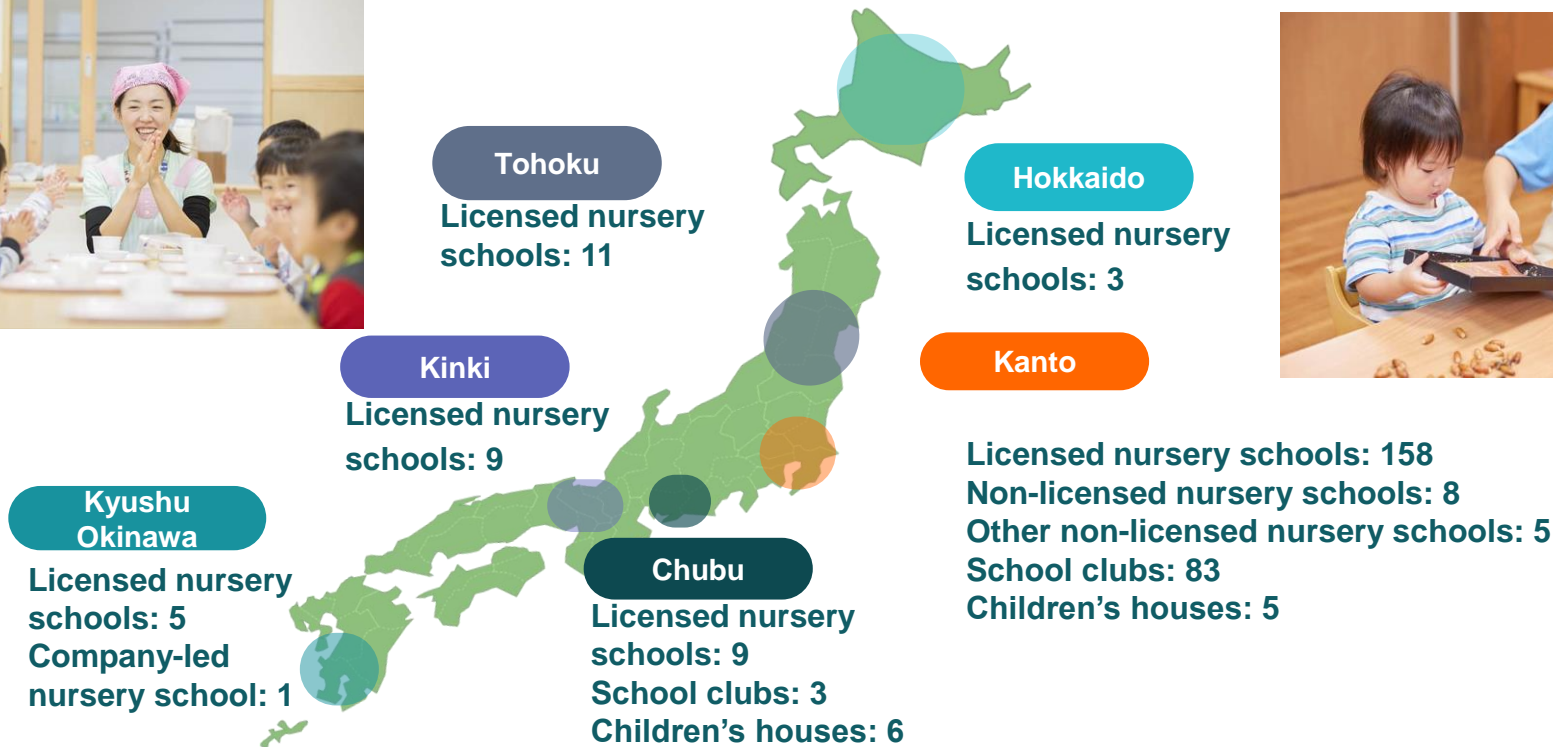 Tohoku
Licensed nursery
schools: 11
Hokkaido
Licensed nursery
schools: 3
Kinki
Licensed nursery
schools: 9
Kanto
Licensed nursery schools: 158
Non-licensed nursery schools: 8
Other non-licensed nursery schools: 5
School clubs: 83
Children’s houses: 5
Kyushu
Okinawa
Licensed nursery
schools: 5
Company-led
nursery school: 1
Chubu
Licensed nursery
schools: 9
School clubs: 3
Children’s houses: 6